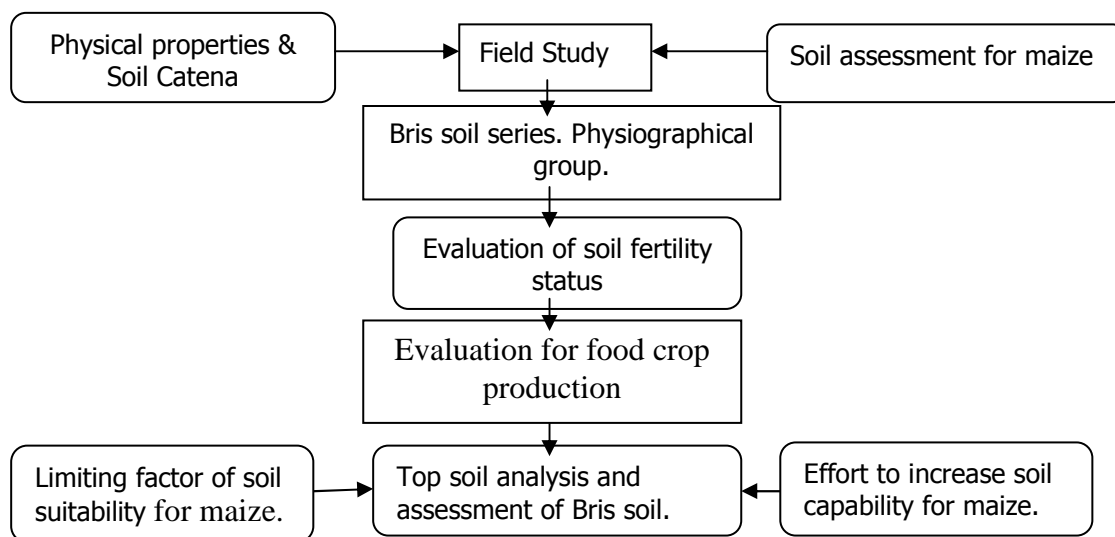 Physical properties &
Soil Catena
Field Study
Soil assessment for maize
Bris soil series. Physiographical
group.
Evaluation of soil fertility
status
Evaluation for food crop
production
Limiting factor of soil
suitability for maize.
Top soil analysis and
assessment of Bris soil.
Effort to increase soil
capability for maize.